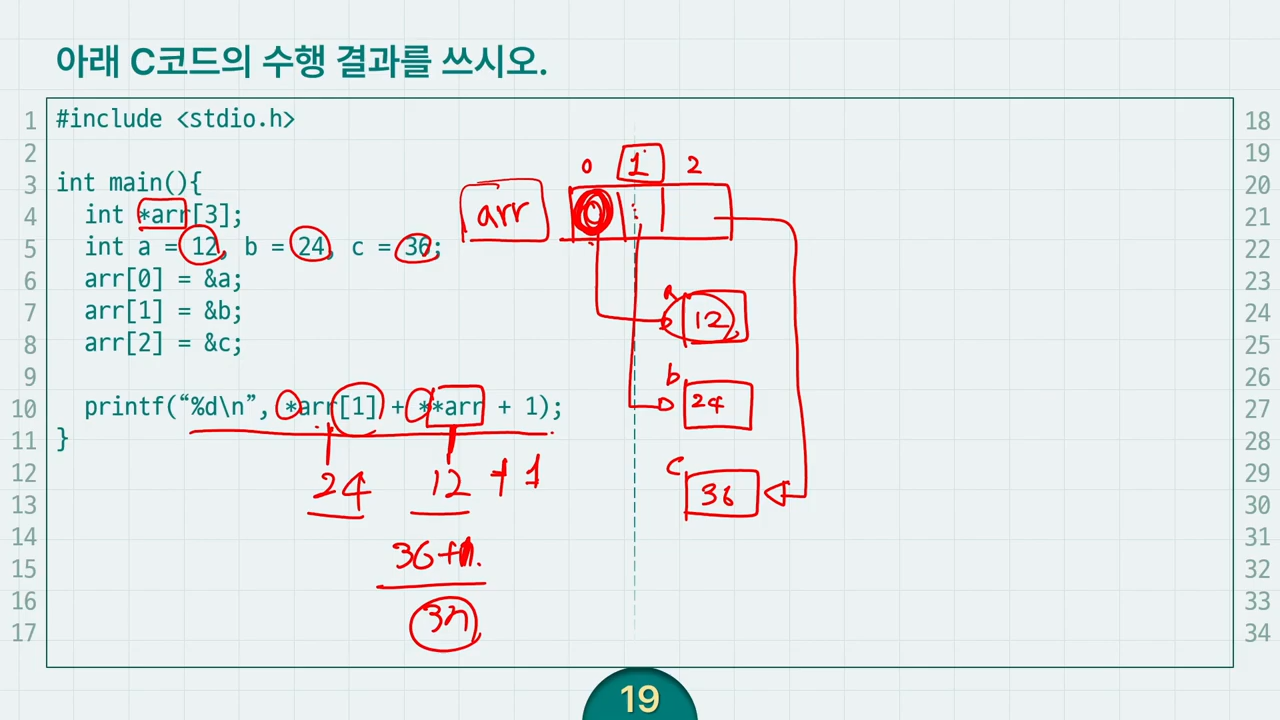 아래 C코드의 수행 결과를 쓰시오.
1 #include <stdio.h>
2
3 int main(){
4 int *arr[3];
5 int a = 12, b = 24, c = 36;
6 arr[0] = &a;
7 arr[1] = &b;
8 arr[2] = &c;
9
10 printf(“%d\n”, *arr[1] + **arr + 1);
11 }
12
13
14
15
16
17
24 12 + 1
36+1
37
0 1 2
arr
a
12
b
24
c
36
18
19
20
21
22
23
24
25
26
27
28
29
30
31
32
33
34
19